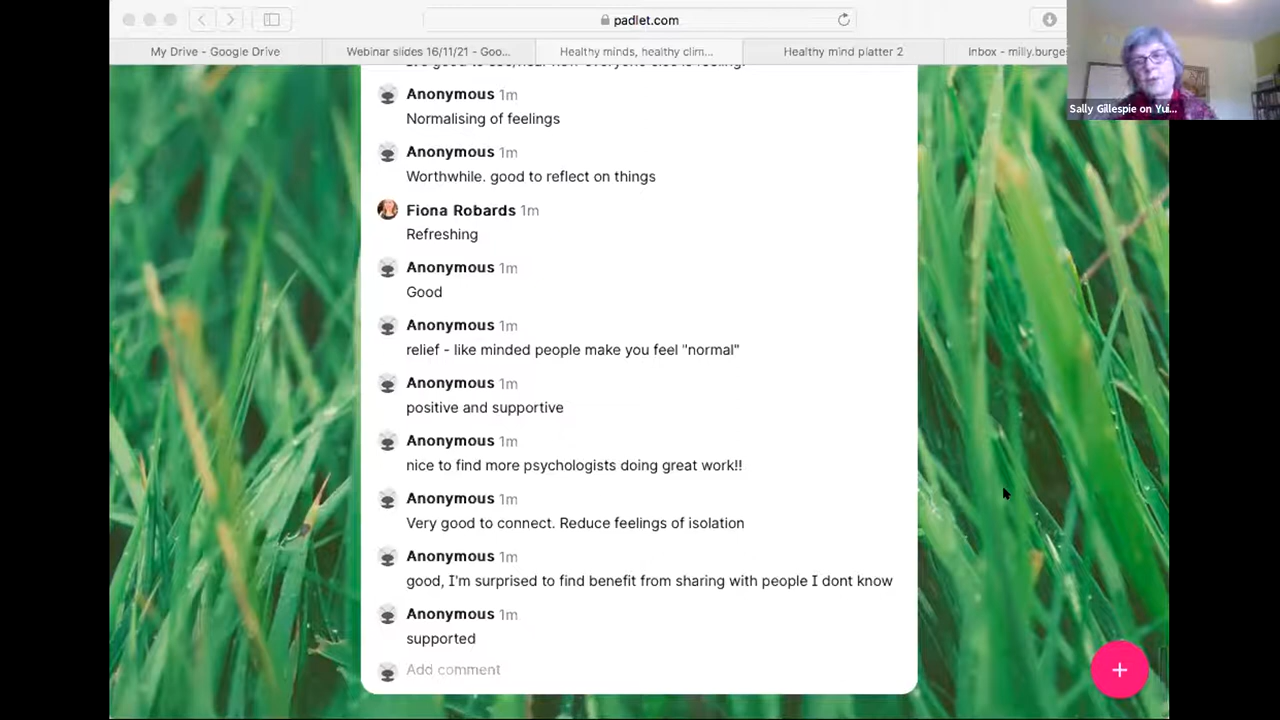 padlet.com
My Drive - Google Drive
Webinar slides 16/11/21 - Goo...
Healthy minds, healthy clim...
Healthy mind platter 2
Inbox - milly.burge
Sally Gillespie on Yui...
Anonymous 1m
Normalising of feelings
Anonymous 1m
Worthwhile. good to reflect on things
Fiona Robards 1m
Refreshing
Anonymous 1m
Good
Anonymous 1m
relief - like minded people make you feel "normal"
Anonymous 1m
positive and supportive
Anonymous 1m
nice to find more psychologists doing great work!!
Anonymous 1m
Very good to connect. Reduce feelings of isolation
Anonymous 1m
good, I'm surprised to find benefit from sharing with people I dont know
Anonymous 1m
supported
Add comment